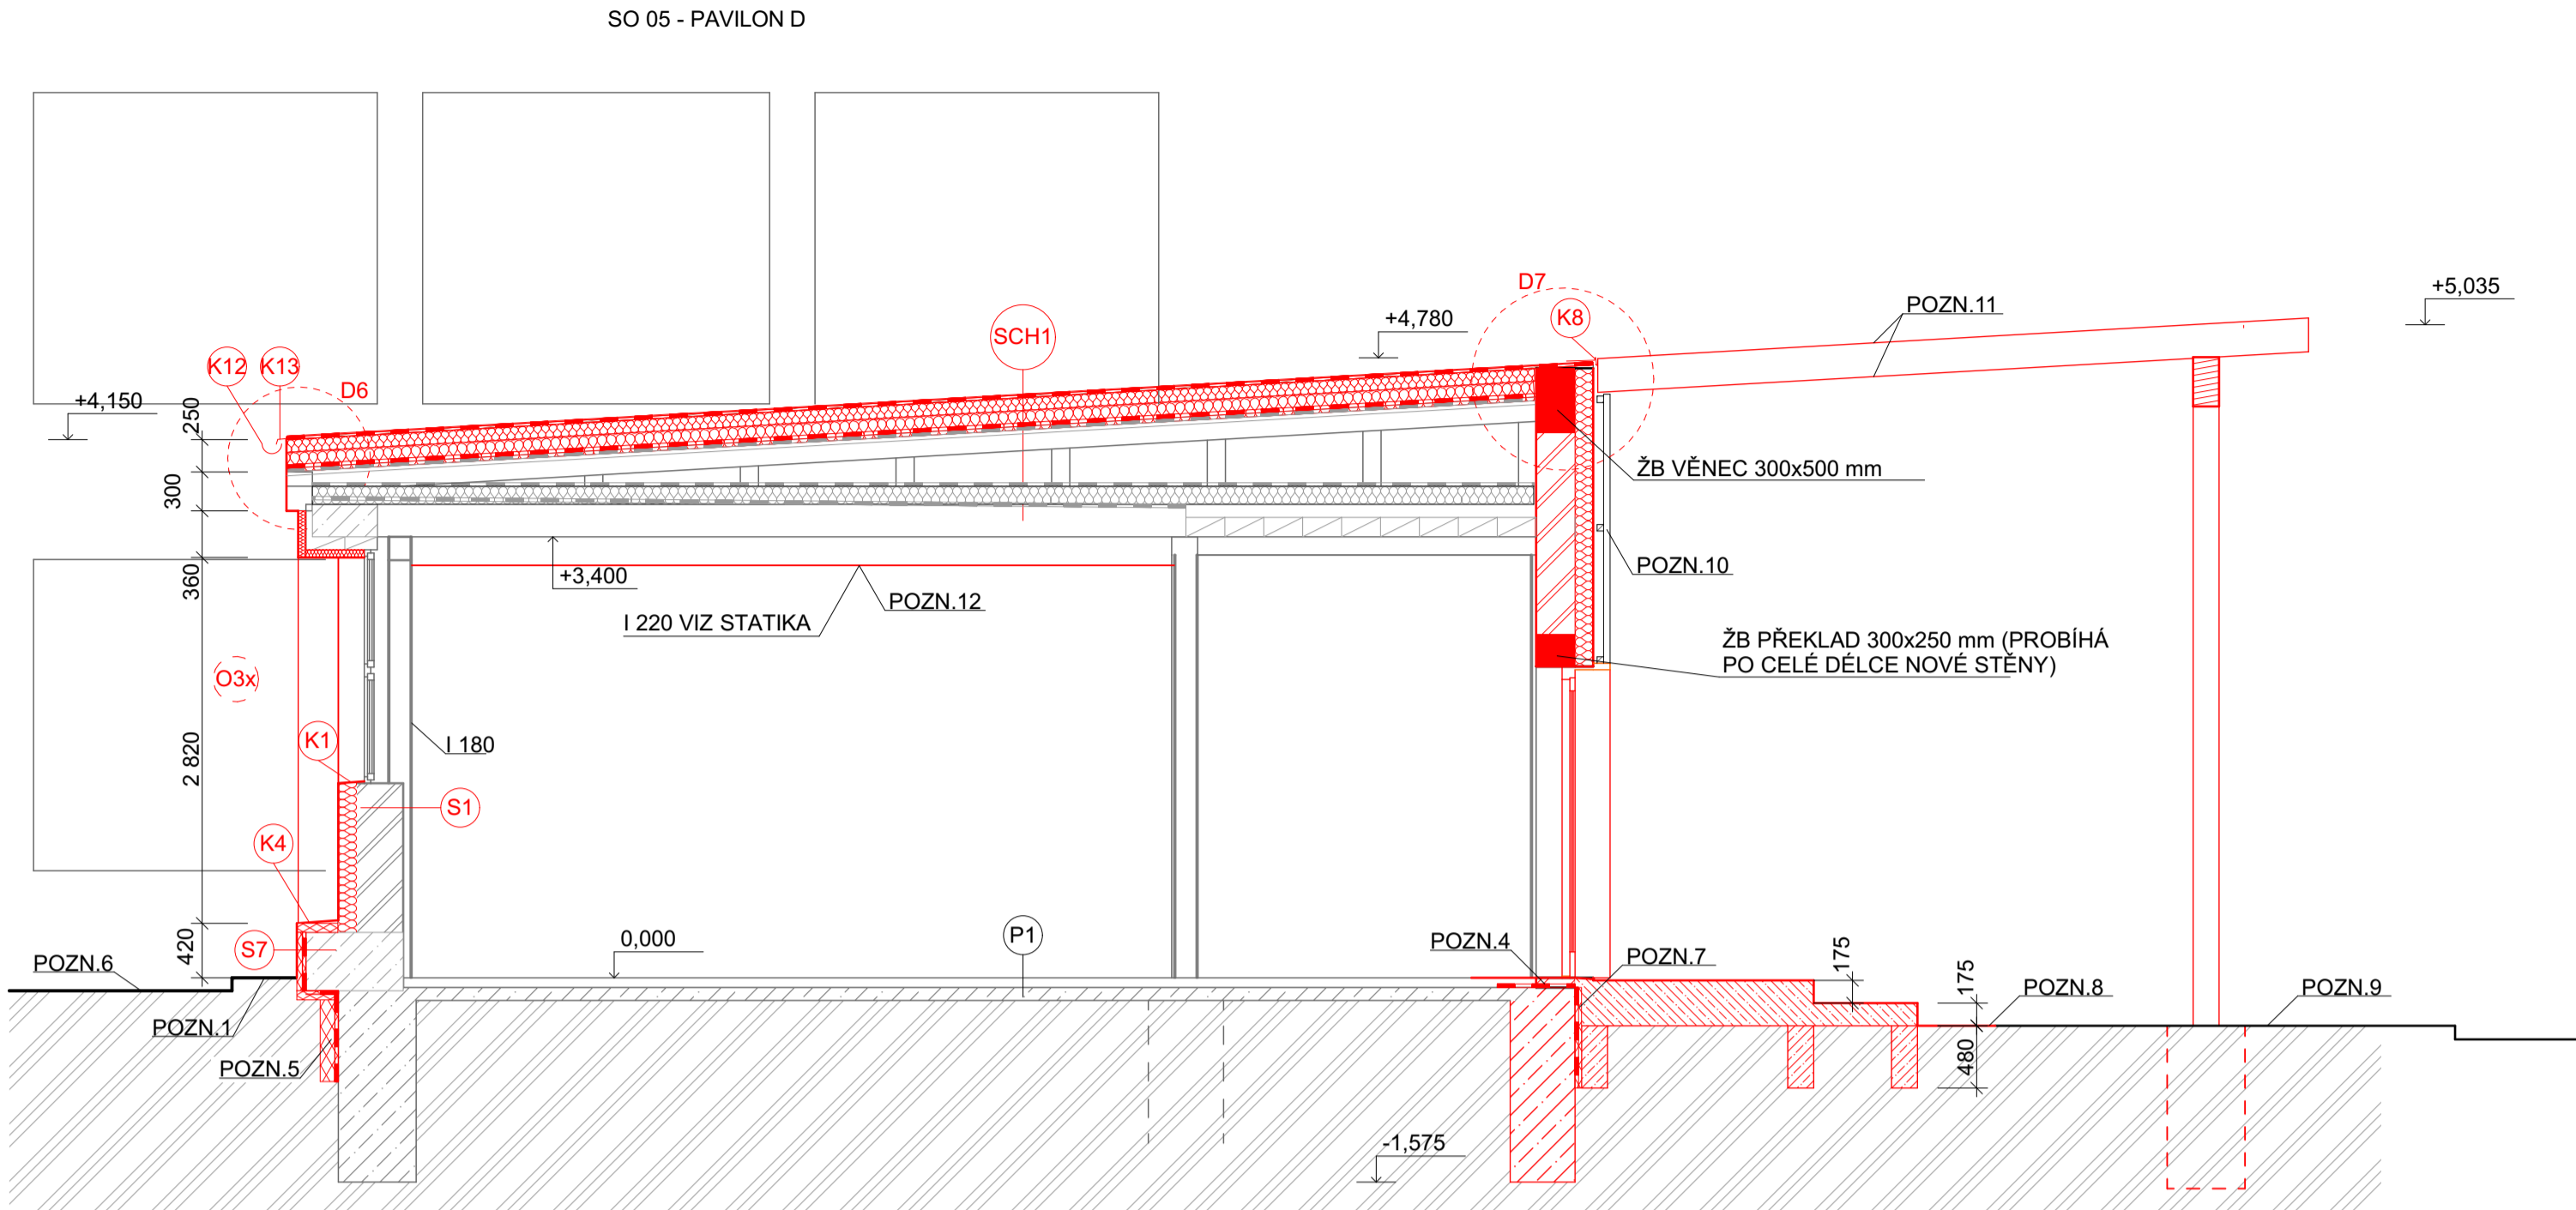 SO 05 - PAVILON D
+5,035
D7
K8
POZN.11
+4,780
SCH1
K12
K13
D6
+4,150
250
300
360
2 820
420
ŽB VĚNEC 300x500 mm
POZN.10
+3,400
POZN.12
I 220 VIZ STATIKA
ŽB PŘEKLAD 300x250 mm (PROBÍHÁ
PO CELÉ DÉLCE NOVÉ STĚNY)
O3x
K1
I 180
S1
K4
S7
0,000
P1
POZN.4
POZN.7
175
175
480
POZN.8
POZN.9
POZN.6
POZN.1
POZN.5
-1,575